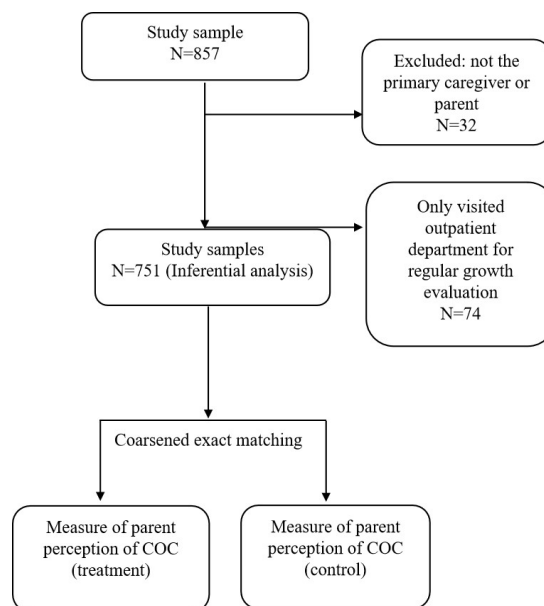 Study sample
N=857
Excluded: not the
primary caregiver or
parent
N=32
Only visited
outpatient
department for
regular growth
evaluation
N=74
Study samples
N=751 (Inferential analysis)
Coarsened exact matching
Measure of parent
perception of COC
(treatment)
Measure of parent
perception of COC
(control)